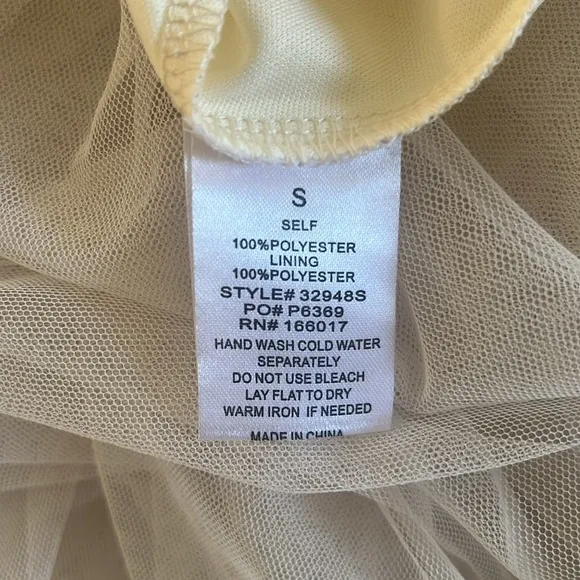 S
SELF
100%POLYESTER
LINING
100%POLYESTER
STYLE# 32948S
PO# P6369
RN# 166017
HAND WASH COLD WATER
SEPARATELY
DO NOT USE BLEACH
LAY FLAT TO DRY
WARM IRON IF NEEDED
MADE IN CHINA